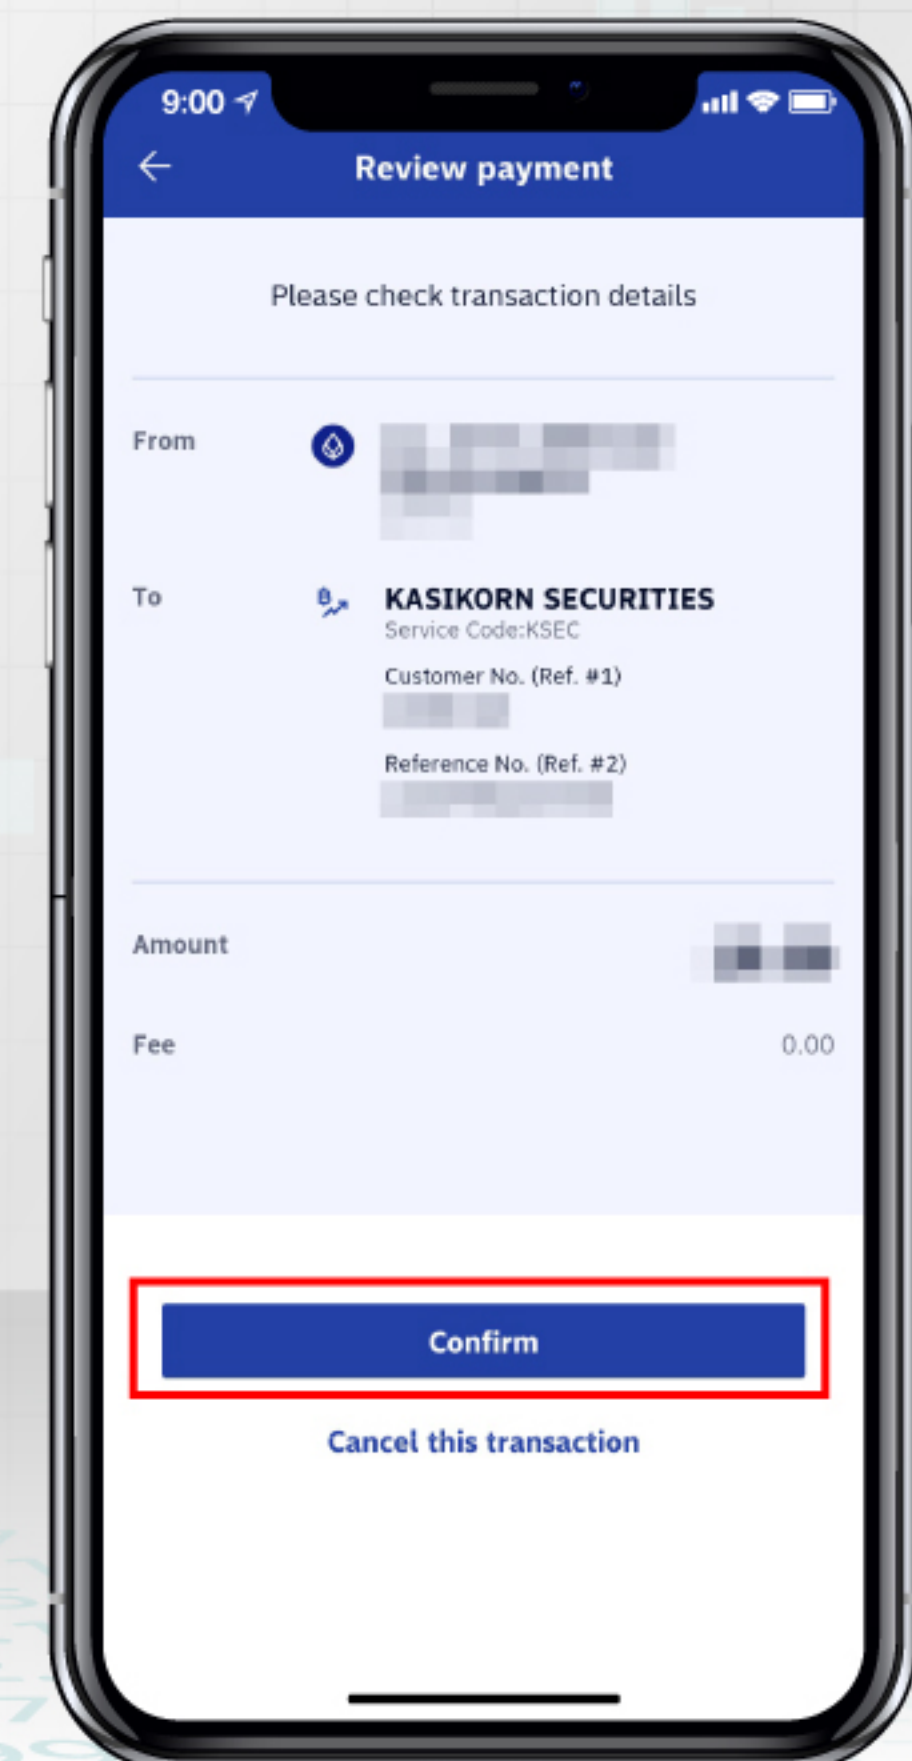 9:00
Review payment
Please check transaction details
From
To
KASIKORN SECURITIES
Service Code:KSEC
Customer No. (Ref. #1)
Reference No. (Ref. #2)
Amount
Fee
0.00
Confirm
Cancel this transaction